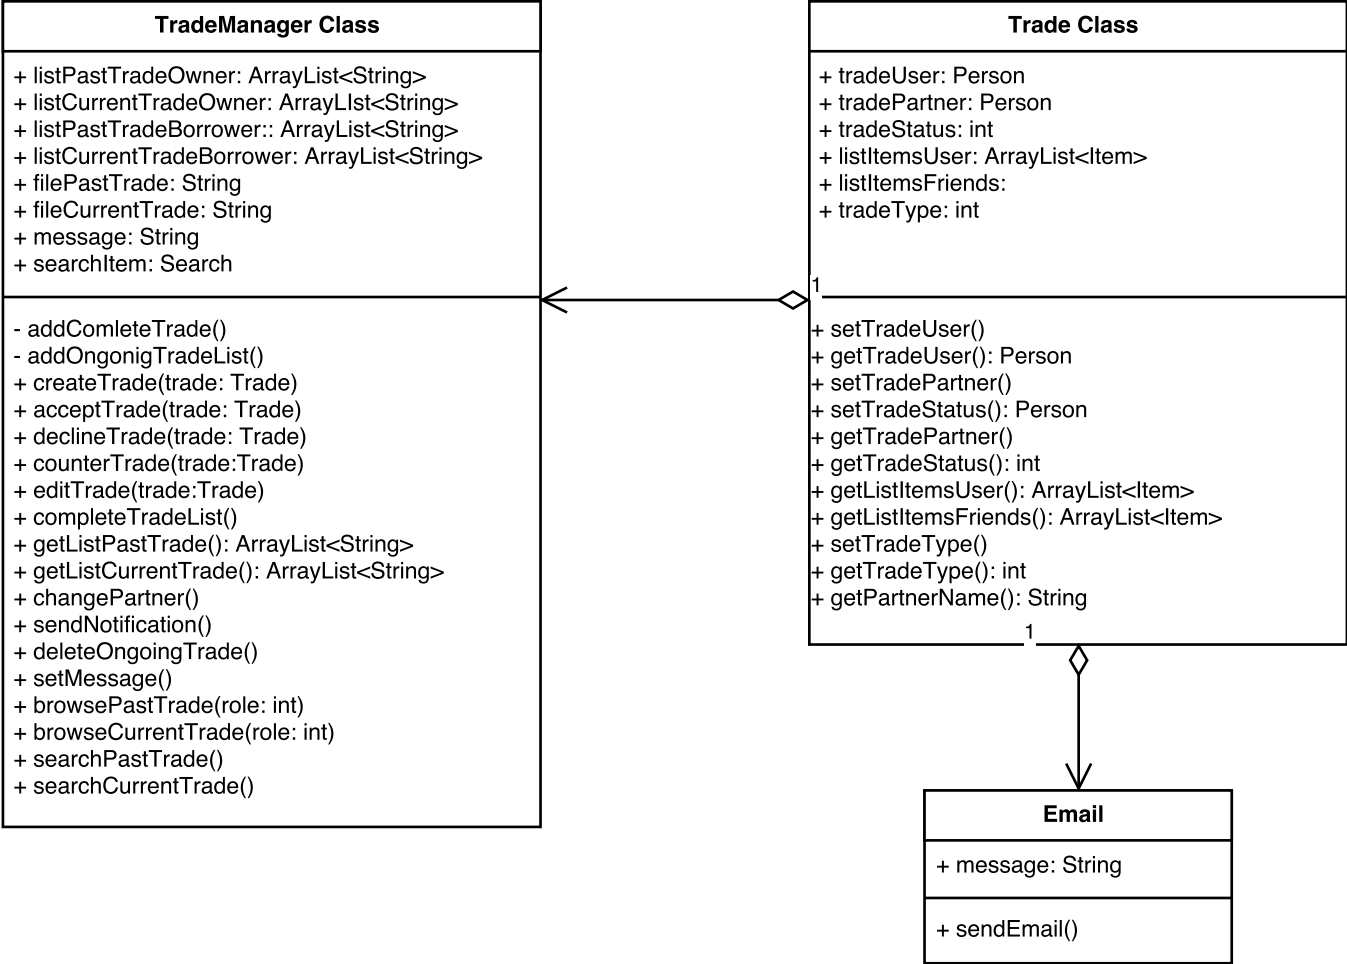 TradeManager Class
+ listPastTradeOwner: ArrayList<String>
+ listCurrentTradeOwner: ArrayLIst<String>
+ listPastTradeBorrower:: ArrayList<String>
+ listCurrentTradeBorrower: ArrayList<String>
+ filePastTrade: String
+ fileCurrentTrade: String
+ message: String
+ searchItem: Search
- addComleteTrade()
- addOngonigTradeList()
+ createTrade(trade: Trade)
+ acceptTrade(trade: Trade)
+ declineTrade(trade: Trade)
+ counterTrade(trade:Trade)
+ editTrade(trade:Trade)
+ completeTradeList()
+ getListPastTrade(): ArrayList<String>
+ getListCurrentTrade(): ArrayList<String>
+ changePartner()
+ sendNotification()
+ deleteOngoingTrade()
+ setMessage()
+ browsePastTrade(role: int)
+ browseCurrentTrade(role: int)
+ searchPastTrade()
+ searchCurrentTrade()
Trade Class
+ tradeUser: Person
+ tradePartner: Person
+ tradeStatus: int
+ listItemsUser: ArrayList<Item>
+ listItemsFriends:
+ tradeType: int
1
+ setTradeUser()
+ getTradeUser(): Person
+ setTradePartner()
+ setTradeStatus(): Person
+ getTradePartner()
+ getTradeStatus(): int
+ getListItemsUser(): ArrayList<Item>
+ getListItemsFriends(): ArrayList<Item>
+ setTradeType()
+ getTradeType(): int
+ getPartnerName(): String
1
Email
+ message: String
+ sendEmail()